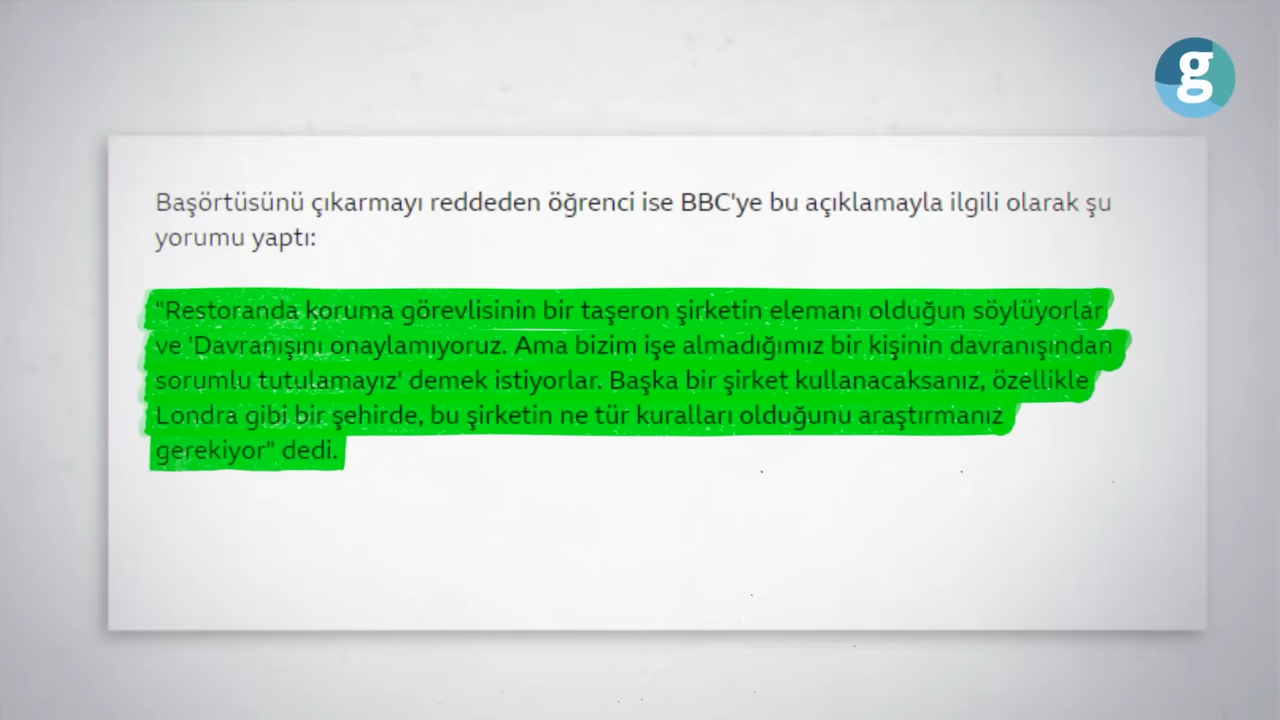 g
Başörtüsünü çıkarmayı reddeden öğrenci ise BBC'ye bu açıklamayla ilgili olarak şu
yorumu yaptı:
"Restoranda koruma görevlisinin bir taşeron şirketin elemanı olduğun söylüyorlar
ve 'Davranışını onaylamıyoruz. Ama bizim işe almadığımız bir kişinin davranışından
sorumlu tutulamayız' demek istiyorlar. Başka bir şirket kullanacaksanız, özellikle
Londra gibi bir şehirde, bu şirketin ne tür kuralları olduğunu araştırmanız
gerekiyor" dedi.